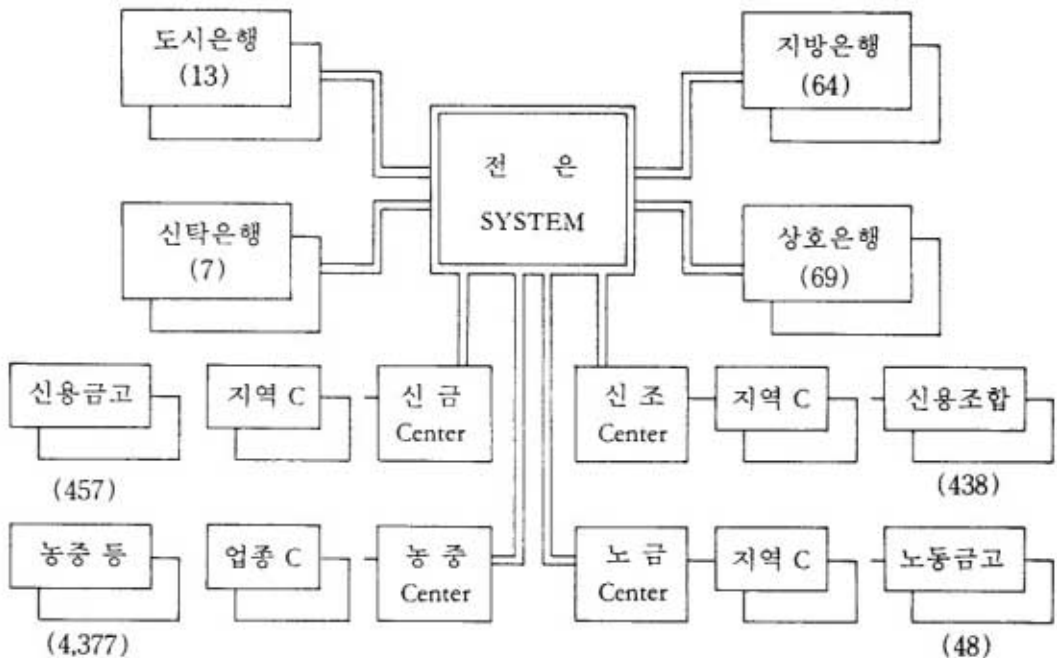 도시은행
(13)
지방은행
(64)
전 은
SYSTEM
신탁은행
(7)
상호은행
(69)
신용금고
지역 C
신 금
Center
신 조
Center
지역 C
신용조합
(457)
(438)
농중 등
업종 C
농 중
Center
노 금
Center
지역 C
노동금고
(4,377)
(48)